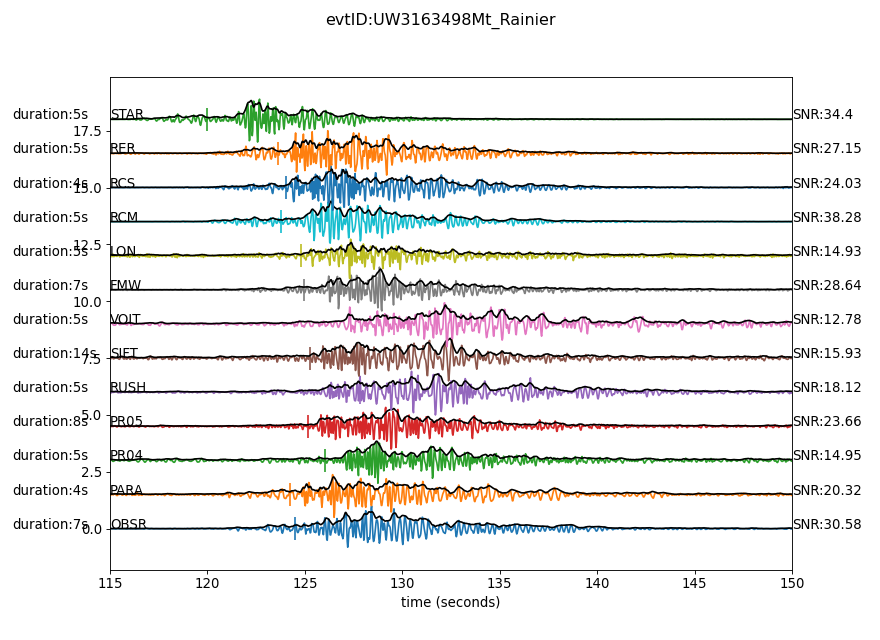 evtID:UW3163498Mt_Rainier
duration:5s STAR SNR:34.4
17.5
duration:5s RER SNR:27.15
duration:4s RCS SNR:24.03
15.0
duration:5s RCM SNR:38.28
12.5
duration:5s LON SNR:14.93
duration:7s FMW SNR:28.64
10.0
duration:5s VOIT SNR:12.78
duration:14s SIFT SNR:15.93
7.5
duration:5s RUSH SNR:18.12
5.0
duration:8s PR05 SNR:23.66
duration:5s PR04 SNR:14.95
2.5
duration:4s PARA SNR:20.32
duration:7s OBSR SNR:30.58
0.0
115 120 125 130 135 140 145 150
time (seconds)